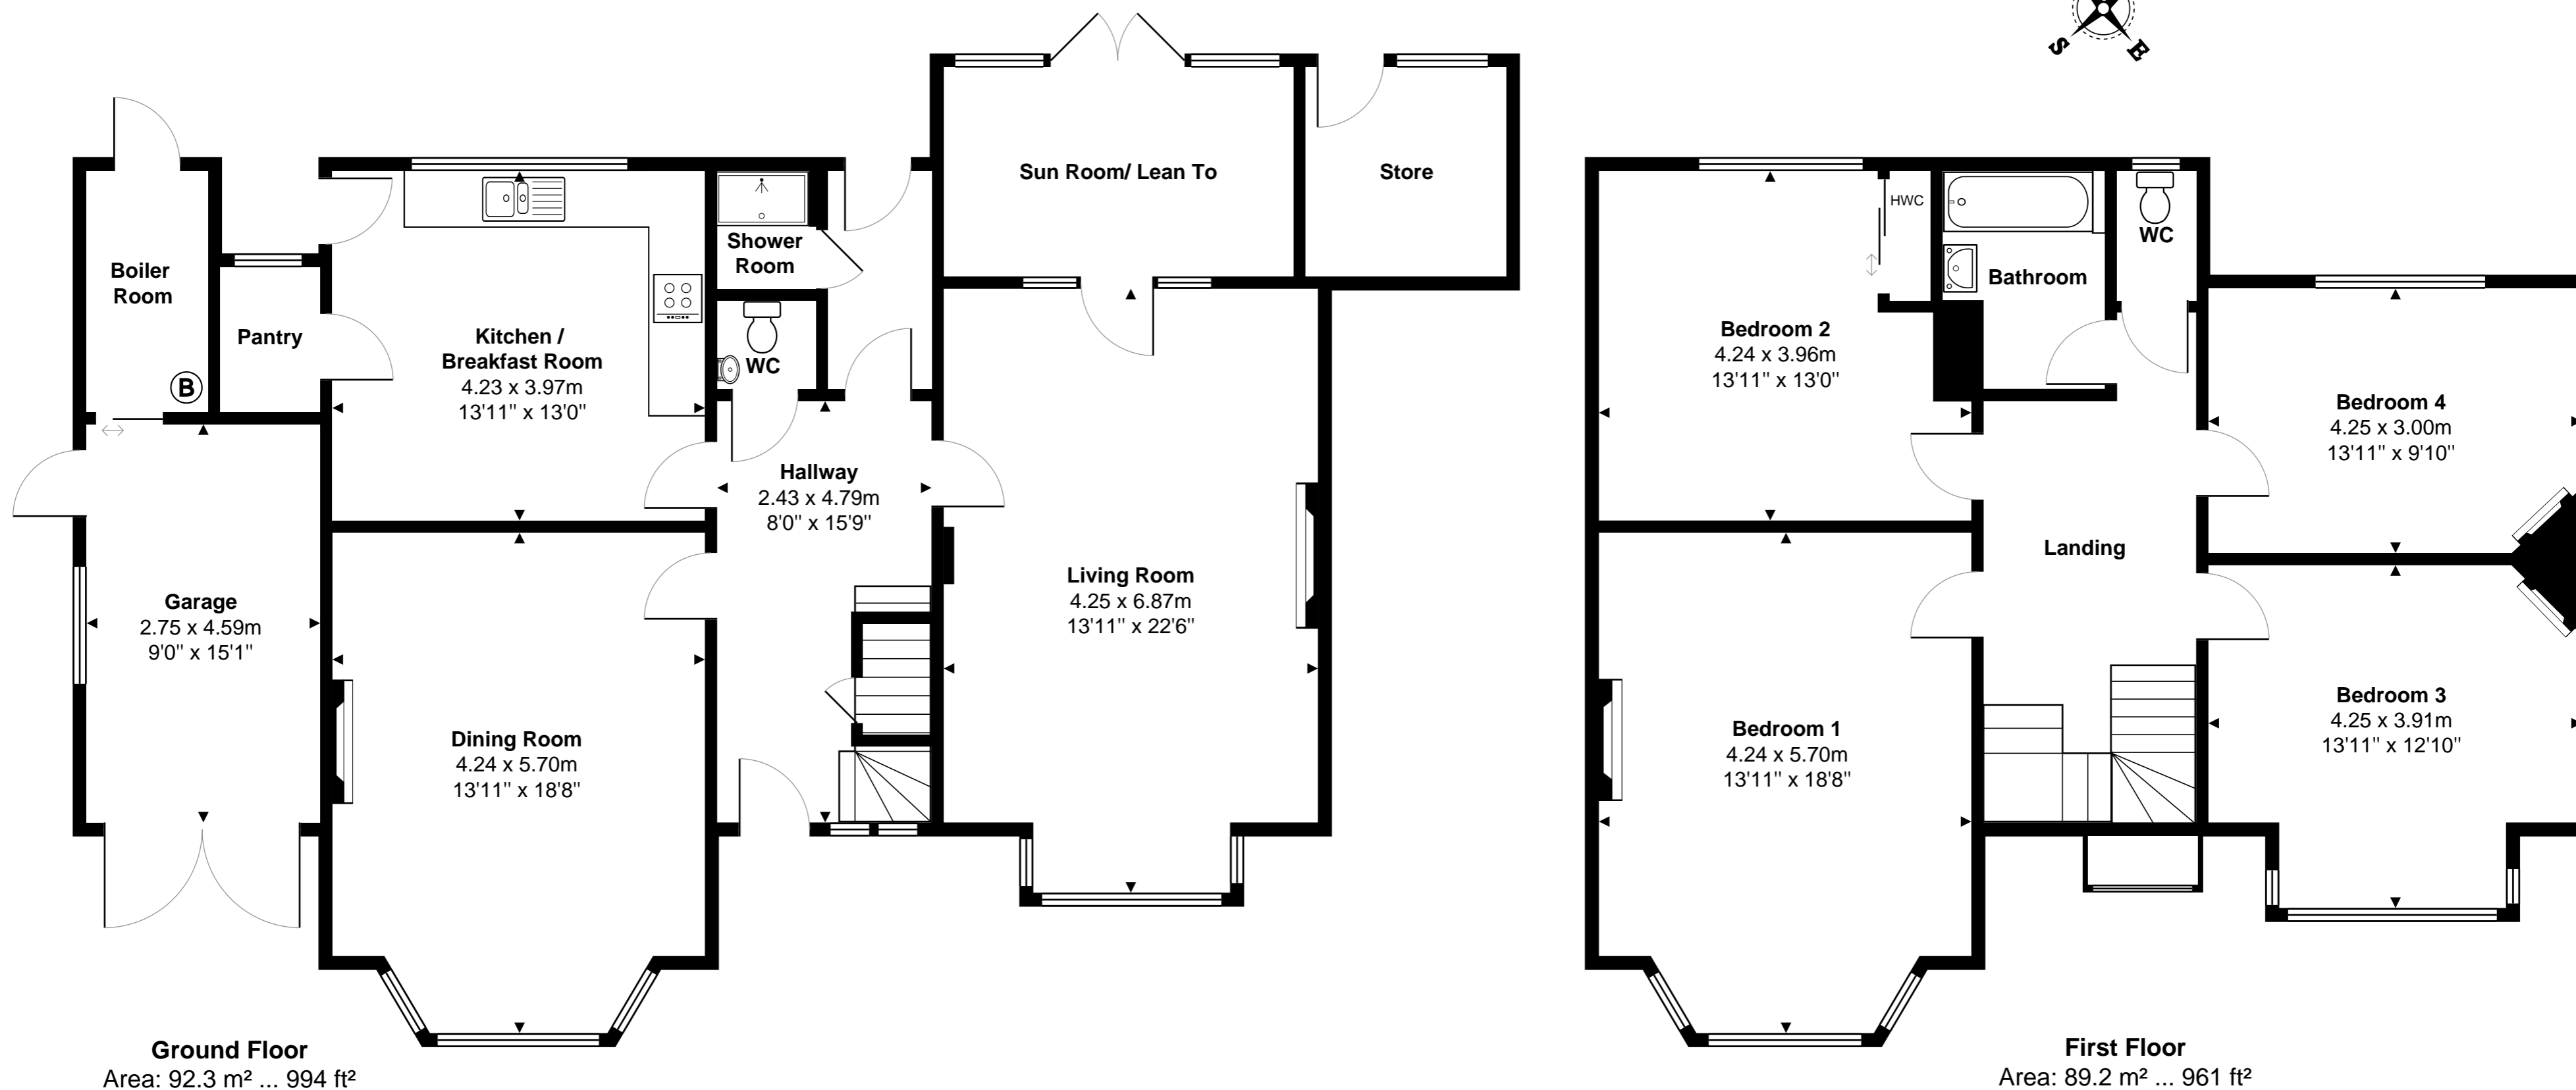 S
E
Sun Room/ Lean To
Store
HWC
WC
Shower
Room
Boiler
Room
Bathroom
Pantry
Kitchen /
Breakfast Room
4.23 x 3.97m
13'11" x 13'0"
WC
B
Bedroom 2
4.24 x 3.96m
13'11" x 13'0"
Bedroom 4
4.25 x 3.00m
13'11" x 9'10"
Hallway
2.43 x 4.79m
8'0" x 15'9"
Landing
Living Room
4.25 x 6.87m
13'11" x 22'6"
Garage
2.75 x 4.59m
9'0" x 15'1"
Bedroom 3
4.25 x 3.91m
13'11" x 12'10"
Dining Room
4.24 x 5.70m
13'11" x 18'8"
Bedroom 1
4.24 x 5.70m
13'11" x 18'8"
Ground Floor
Area: 92.3 m² ... 994 ft²
First Floor
Area: 89.2 m² ... 961 ft²